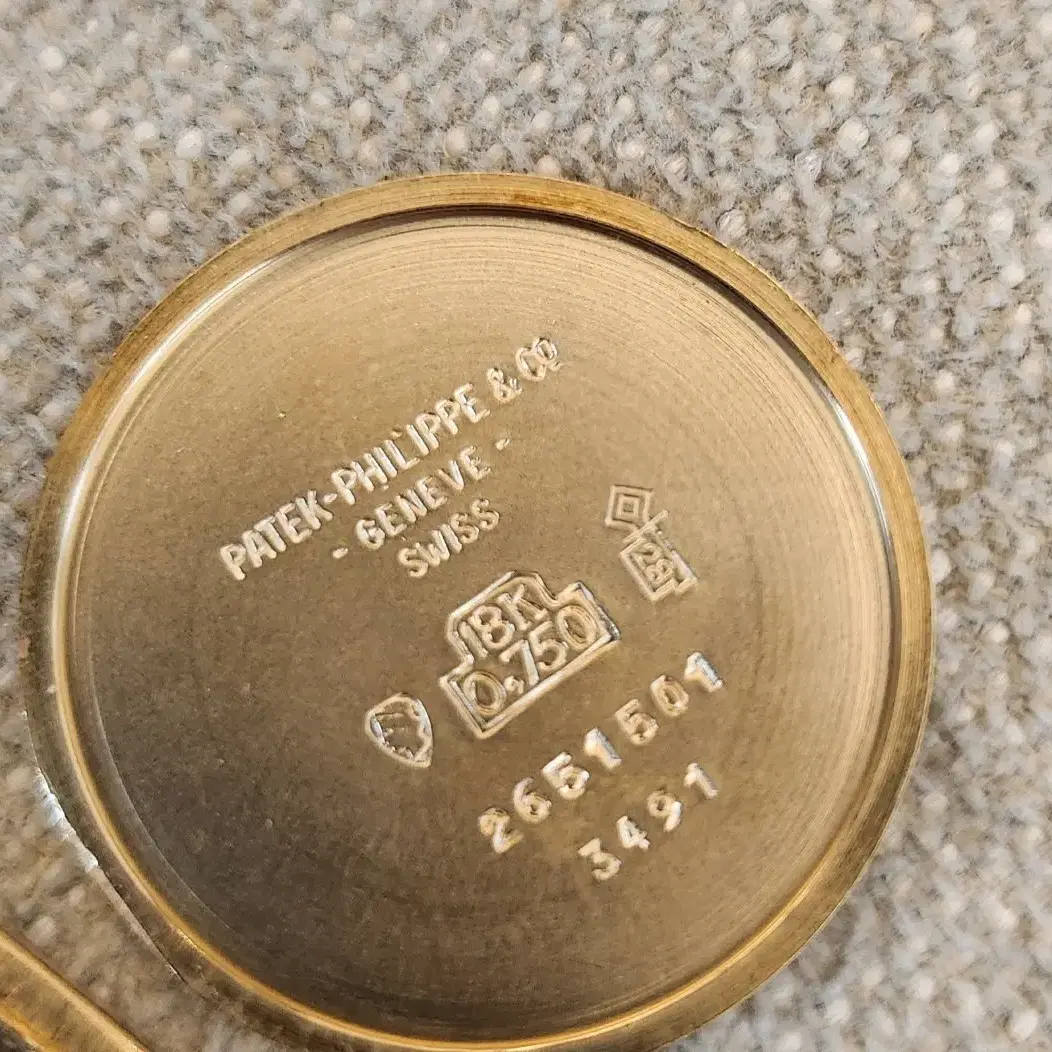 PATEK-PHILIPPE & Cº
- GENEVE -
SWISS
18K
0,750
2651501
3491